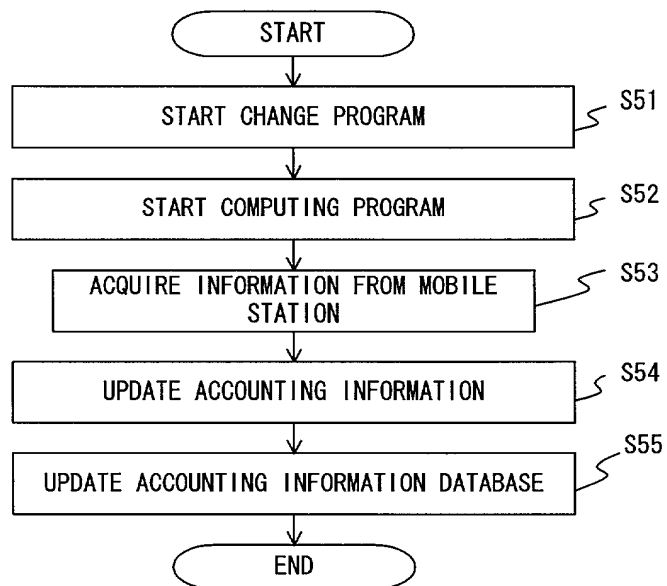 START
START CHANGE PROGRAM
S51
START COMPUTING PROGRAM
S52
ACQUIRE INFORMATION FROM MOBILE
STATION
S53
UPDATE ACCOUNTING INFORMATION
S54
UPDATE ACCOUNTING INFORMATION DATABASE
S55
END